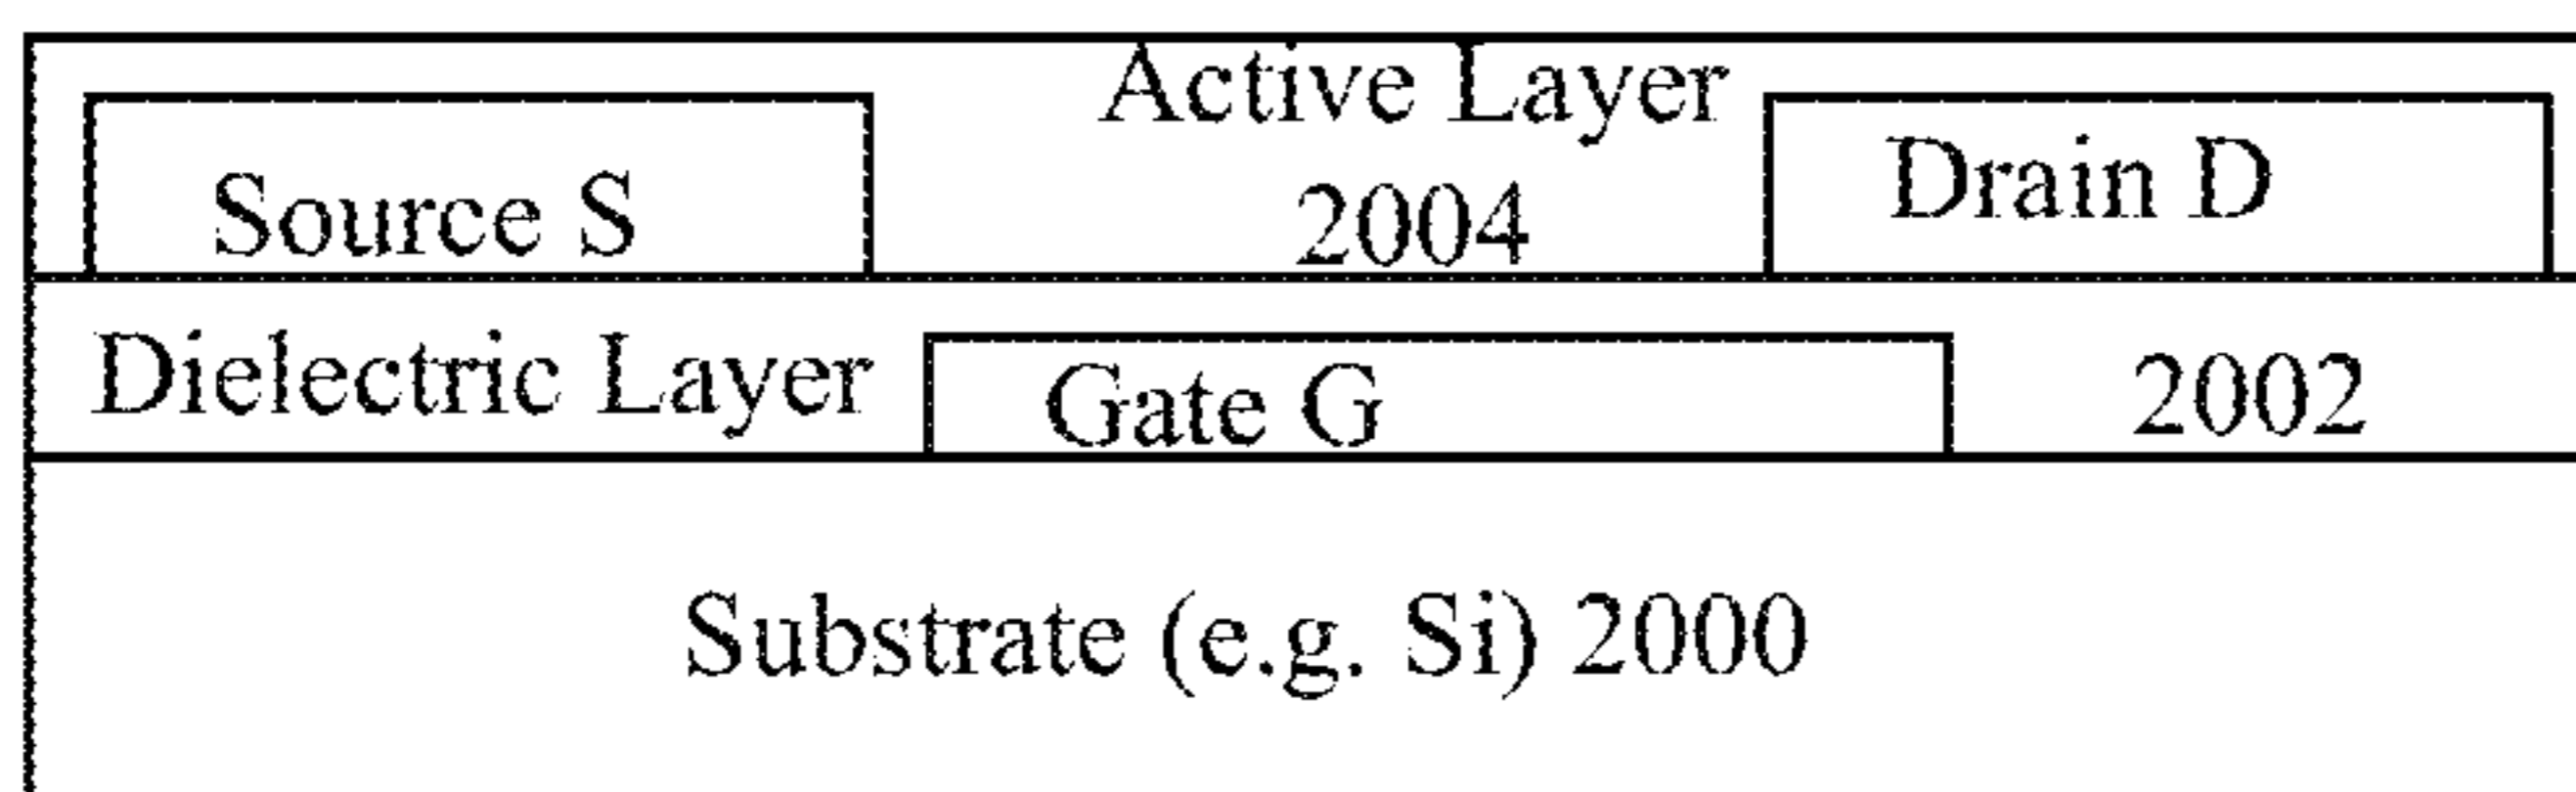 Active Layer
2004
Source S
Drain D
Dielectric Layer
Gate G
2002
Substrate (e.g. Si) 2000